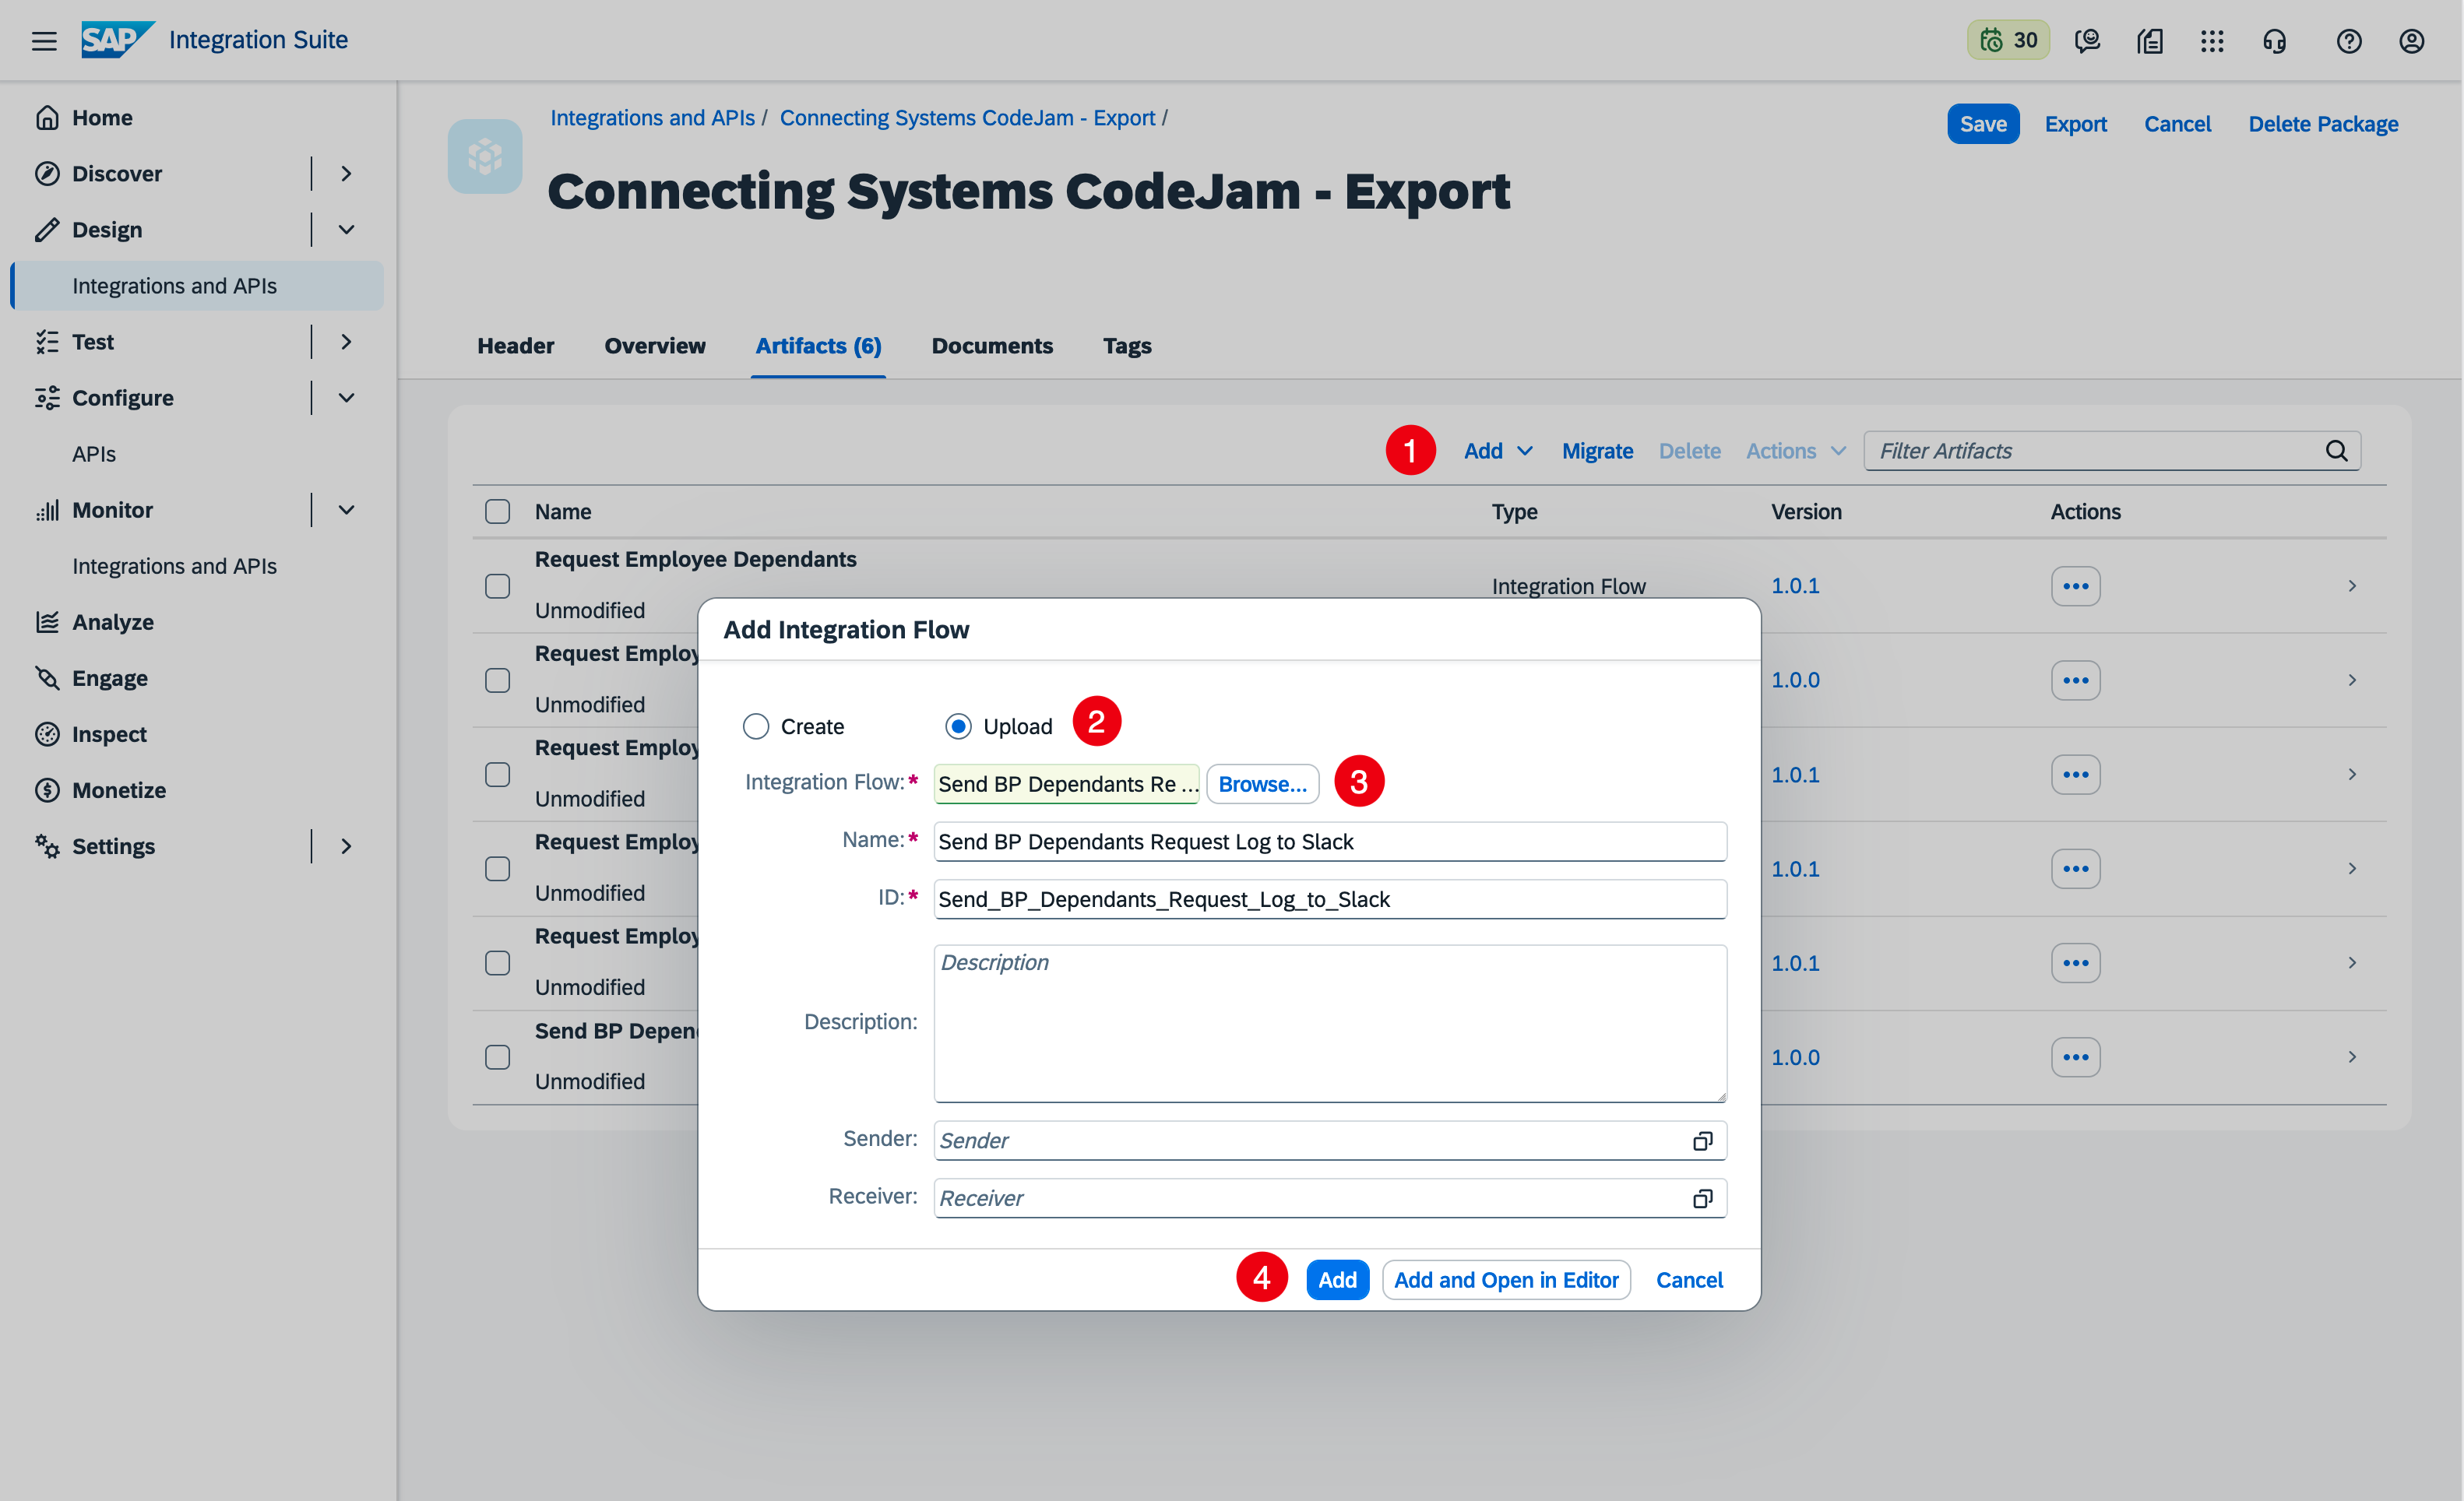 SAP Integration Suite
30
Home
Discover
Design
Integrations and APIs
Test
Configure
APIs
Monitor
Integrations and APIs
Analyze
Engage
Inspect
Monetize
Settings
Integrations and APIs / Connecting Systems CodeJam - Export /
Save Export Cancel Delete Package
Connecting Systems CodeJam - Export
Header Overview Artifacts (6) Documents Tags
1 Add Migrate Delete Actions Filter Artifacts
Name Type Version Actions
Request Employee Dependants
Unmodified
Integration Flow 1.0.1
Request Employ
Unmodified
1.0.0
Request Employ
Unmodified
1.0.1
Request Employ
Unmodified
1.0.1
Request Employ
Unmodified
1.0.1
Send BP Depen
Unmodified
1.0.0
Add Integration Flow
Create Upload 2
Integration Flow:* Send BP Dependants Re ... Browse... 3
Name:* Send BP Dependants Request Log to Slack
ID:* Send_BP_Dependants_Request_Log_to_Slack
Description: Description
Sender: Sender
Receiver: Receiver
4 Add Add and Open in Editor Cancel